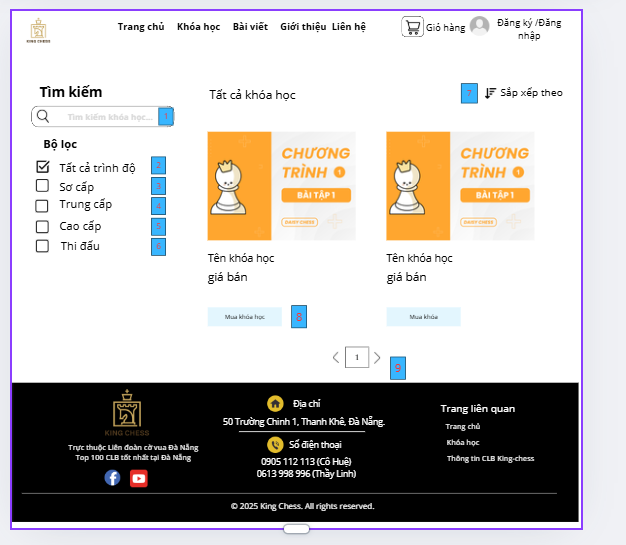 KING CHESS
Trang chủ Khóa học Bài viết Giới thiệu Liên hệ
Giỏ hàng
Đăng ký /Đăng
nhập
Tìm kiếm
Tìm kiếm khóa học... 1
Bộ lọc
Tất cả trình độ 2
Sơ cấp 3
Trung cấp 4
Cao cấp 5
Thi đấu 6
Tất cả khóa học
7 Sắp xếp theo
CHƯƠNG
TRÌNH 1
BÀI TẬP 1
DAISY CHESS
Tên khóa học
giá bán
Mua khóa học 8
CHƯƠNG
TRÌNH 1
BÀI TẬP 1
DAISY CHESS
Tên khóa học
giá bán
Mua khóa
1
9
KING CHESS
Trực thuộc Liên đoàn cờ vua Đà Nẵng
Top 100 CLB tốt nhất tại Đà Nẵng
Địa chỉ
50 Trường Chinh 1, Thanh Khê, Đà Nẵng.
Số điện thoại
0905 112 113 (Cô Huệ)
0613 998 996 (Thầy Linh)
Trang liên quan
Trang chủ
Khóa học
Thông tin CLB King-chess
© 2025 King Chess. All rights reserved.